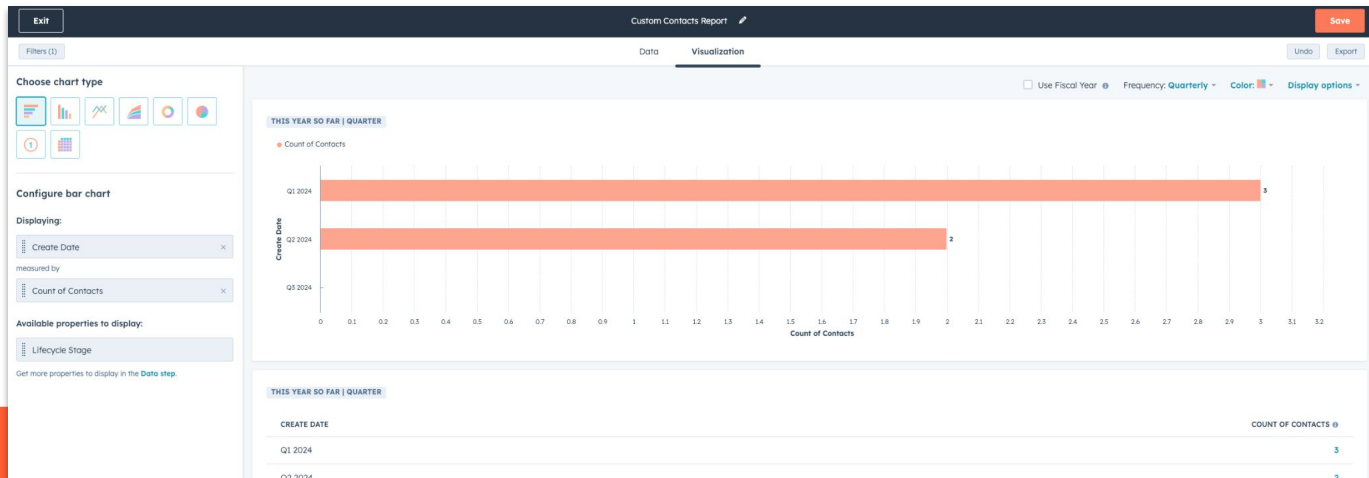 Exit
Custom Contacts Report
Save
Filters (1)
Data
Visualization
Undo
Export
Choose chart type
1
Configure bar chart
Displaying:
Create Date
measured by
Count of Contacts
Available properties to display:
Lifecycle Stage
Get more properties to display in the Data step.
Use Fiscal Year
Frequency: Quarterly
Color:
Display options
THIS YEAR SO FAR | QUARTER
Count of Contacts
Create Date
Q1 2024
3
Q2 2024
2
Q3 2024
0 0.1 0.2 0.3 0.4 0.5 0.6 0.7 0.8 0.9 1 1.1 1.2 1.3 1.4 1.5 1.6 1.7 1.8 1.9 2 2.1 2.2 2.3 2.4 2.5 2.6 2.7 2.8 2.9 3 3.1 3.2
Count of Contacts
THIS YEAR SO FAR | QUARTER
CREATE DATE COUNT OF CONTACTS
Q1 2024 3
Q2 2024 2